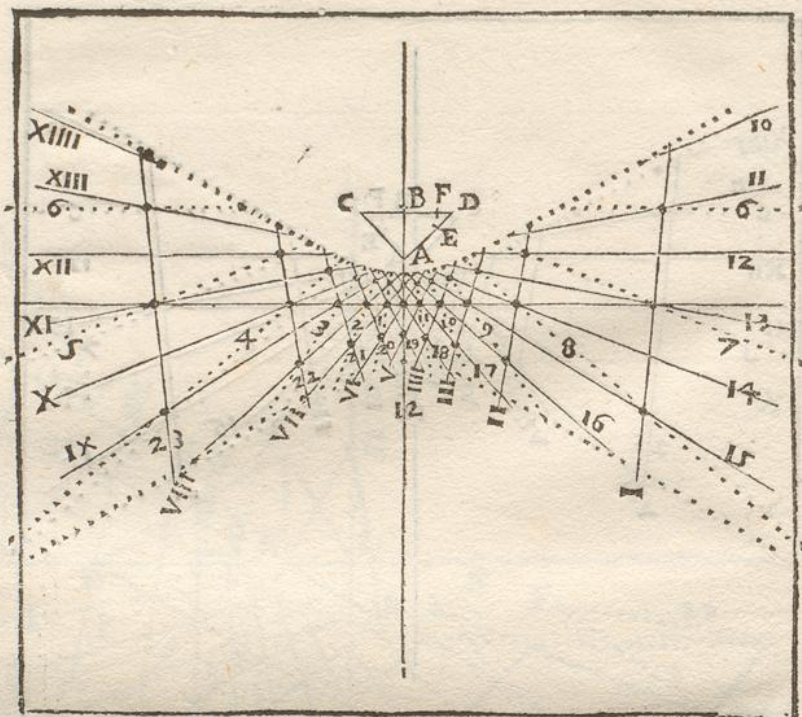 XIIII 10
XIII 11
C B F D
6 6
E
XII A 12
XI 13
5 4 3 2 1 11 10 9 8 7
20 19
21 18
X 22 VI V IIII III 17 14
VII 12 II 16
IX 23 15
VIII I